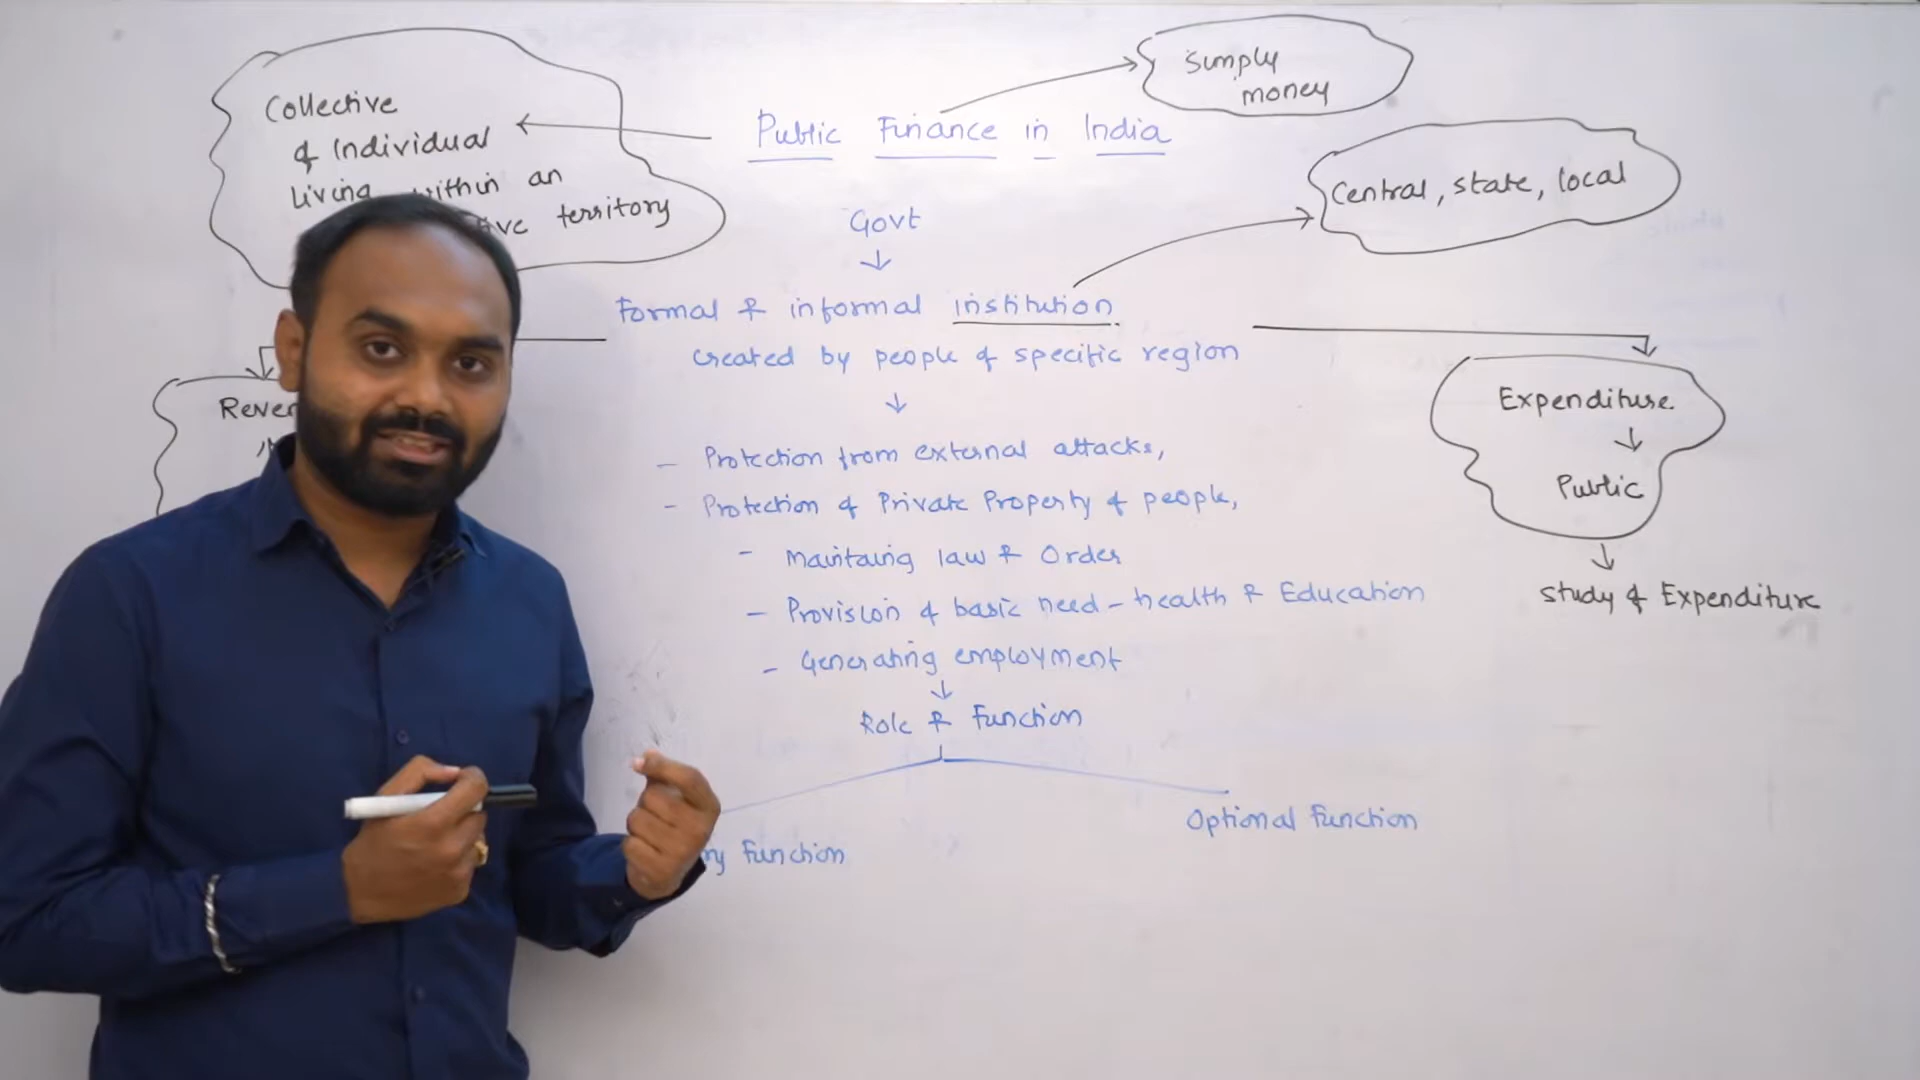 Simply
money
Collective
of Individual
Living within an
territory
Public Finance in India
Central, state, local
Govt
↓
Formal & informal institution
created by people of specific region
↓
Expenditure
↓
Public
↓
study of Expenditure
- Protection from external attacks,
- Protection of Private Property of people,
- Maintaing law & Order
- Provision of basic need - health & Education
- Generating employment
↓
Role & Function
Optional Function
Function